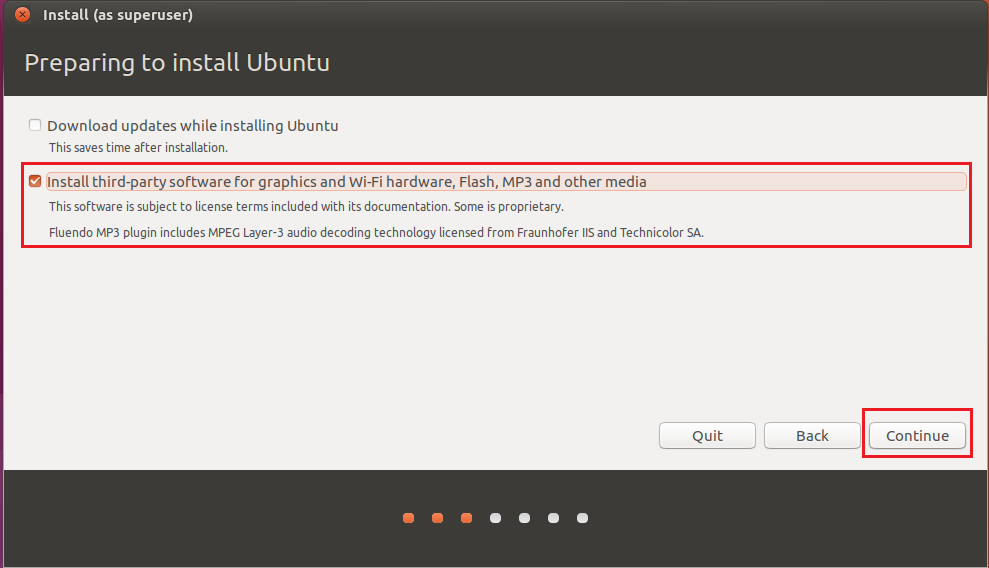 Install (as superuser)
Preparing to install Ubuntu
Download updates while installing Ubuntu
This saves time after installation.
Install third-party software for graphics and Wi-Fi hardware, Flash, MP3 and other media
This software is subject to license terms included with its documentation. Some is proprietary.
Fluendo MP3 plugin includes MPEG Layer-3 audio decoding technology licensed from Fraunhofer IIS and Technicolor SA.
Quit Back Continue